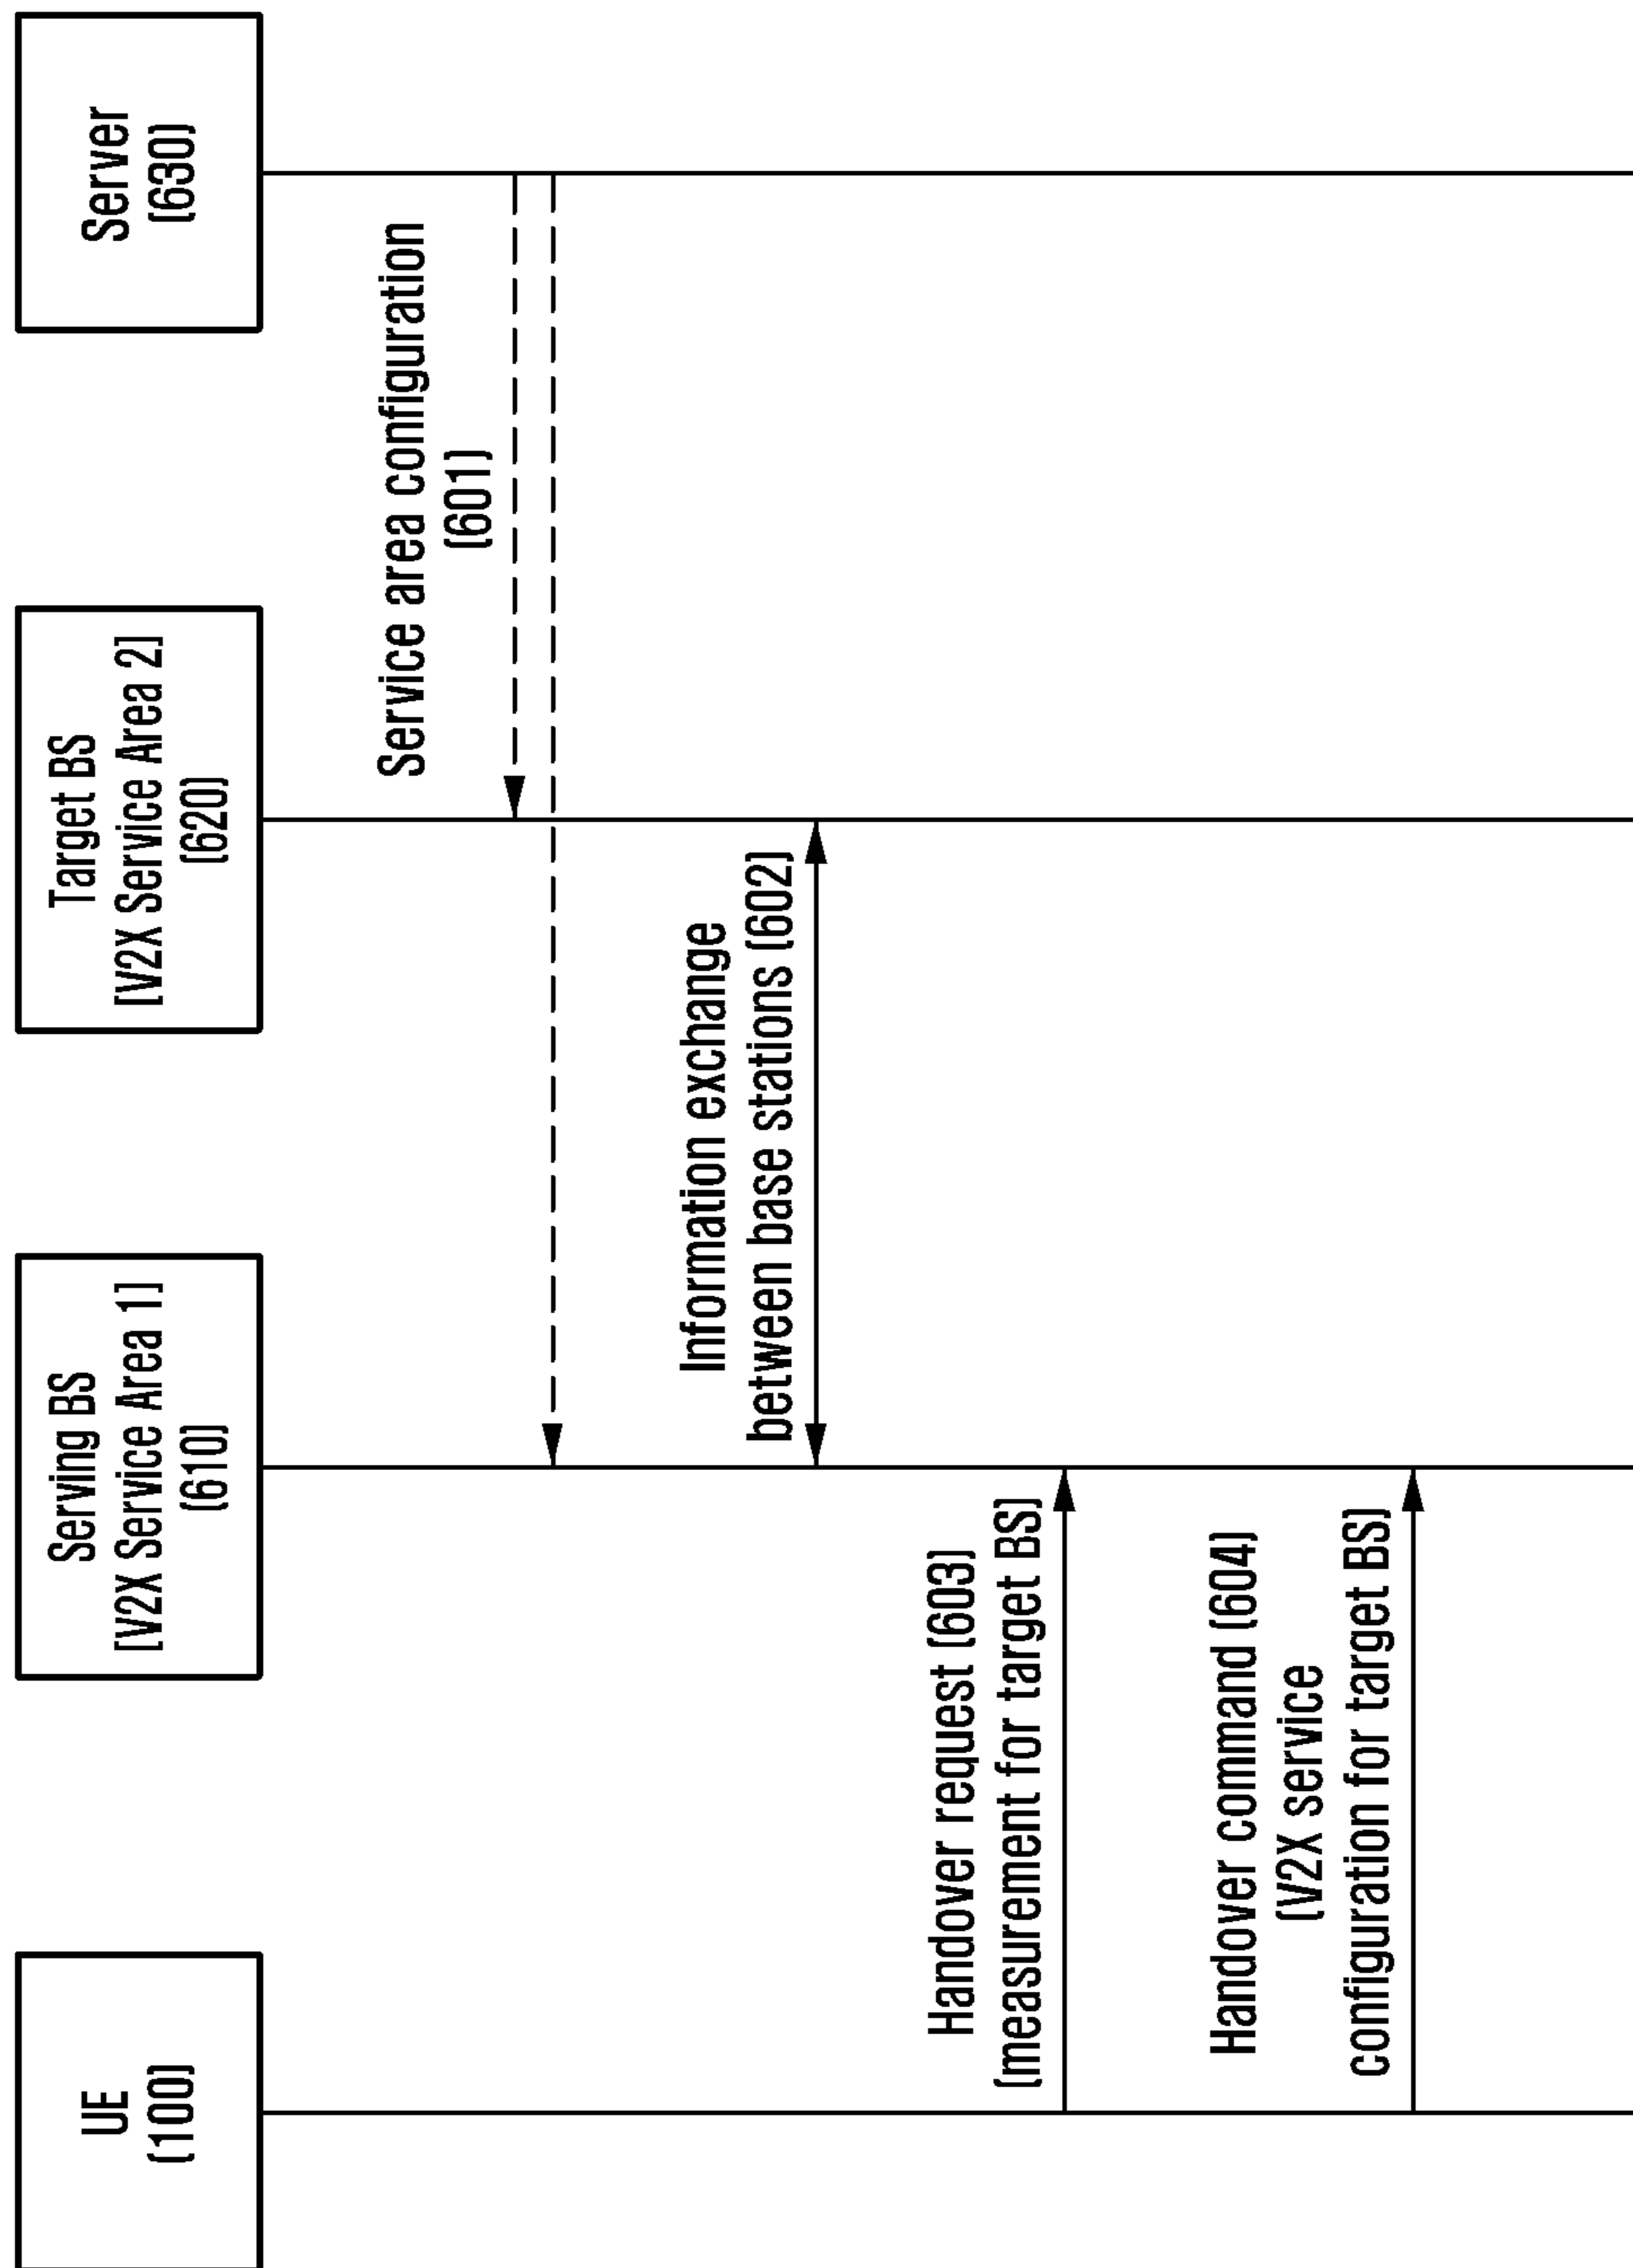 UE
(100)
Serving BS
[V2X Service Area 1]
(610)
Target BS
[V2X Service Area 2]
(620)
Server
(630)
Service area configuration
(601)
Information exchange
between base stations (602)
Handover request (603)
(measurement for target BS)
Handover command (604)
(V2X service
configuration for target BS)